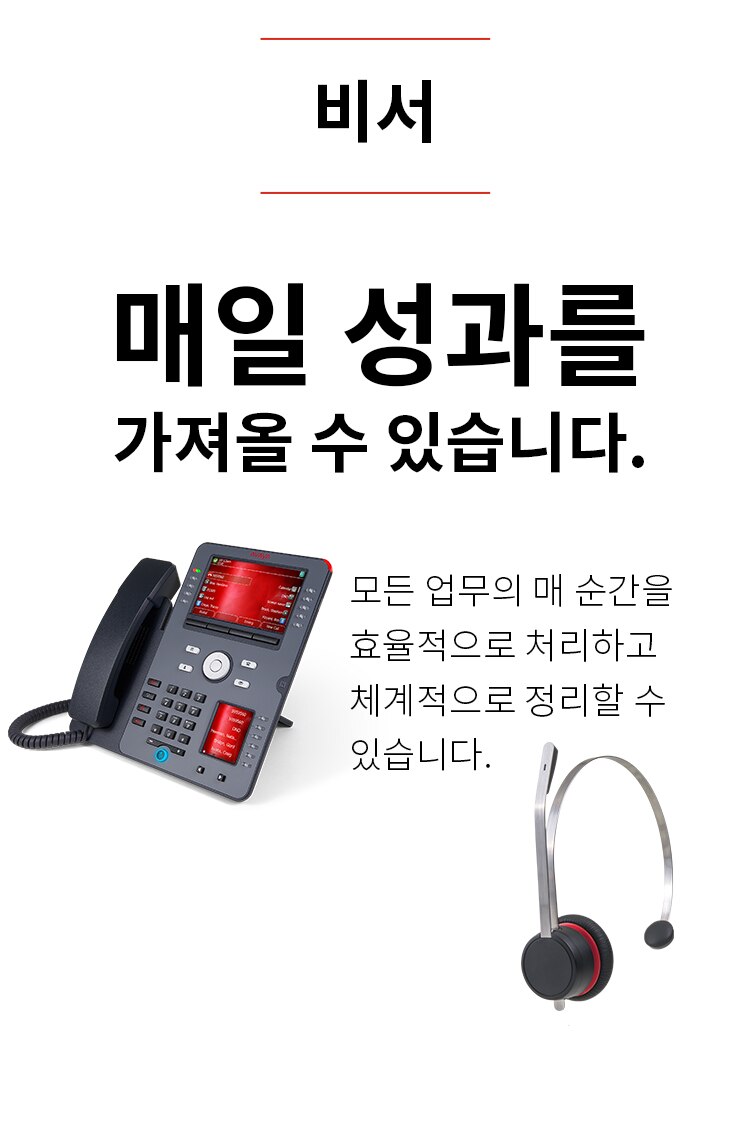 비서
매일 성과를
가져올 수 있습니다.
AVAYA
모든 업무의 매 순간을
효율적으로 처리하고
체계적으로 정리할 수
있습니다.